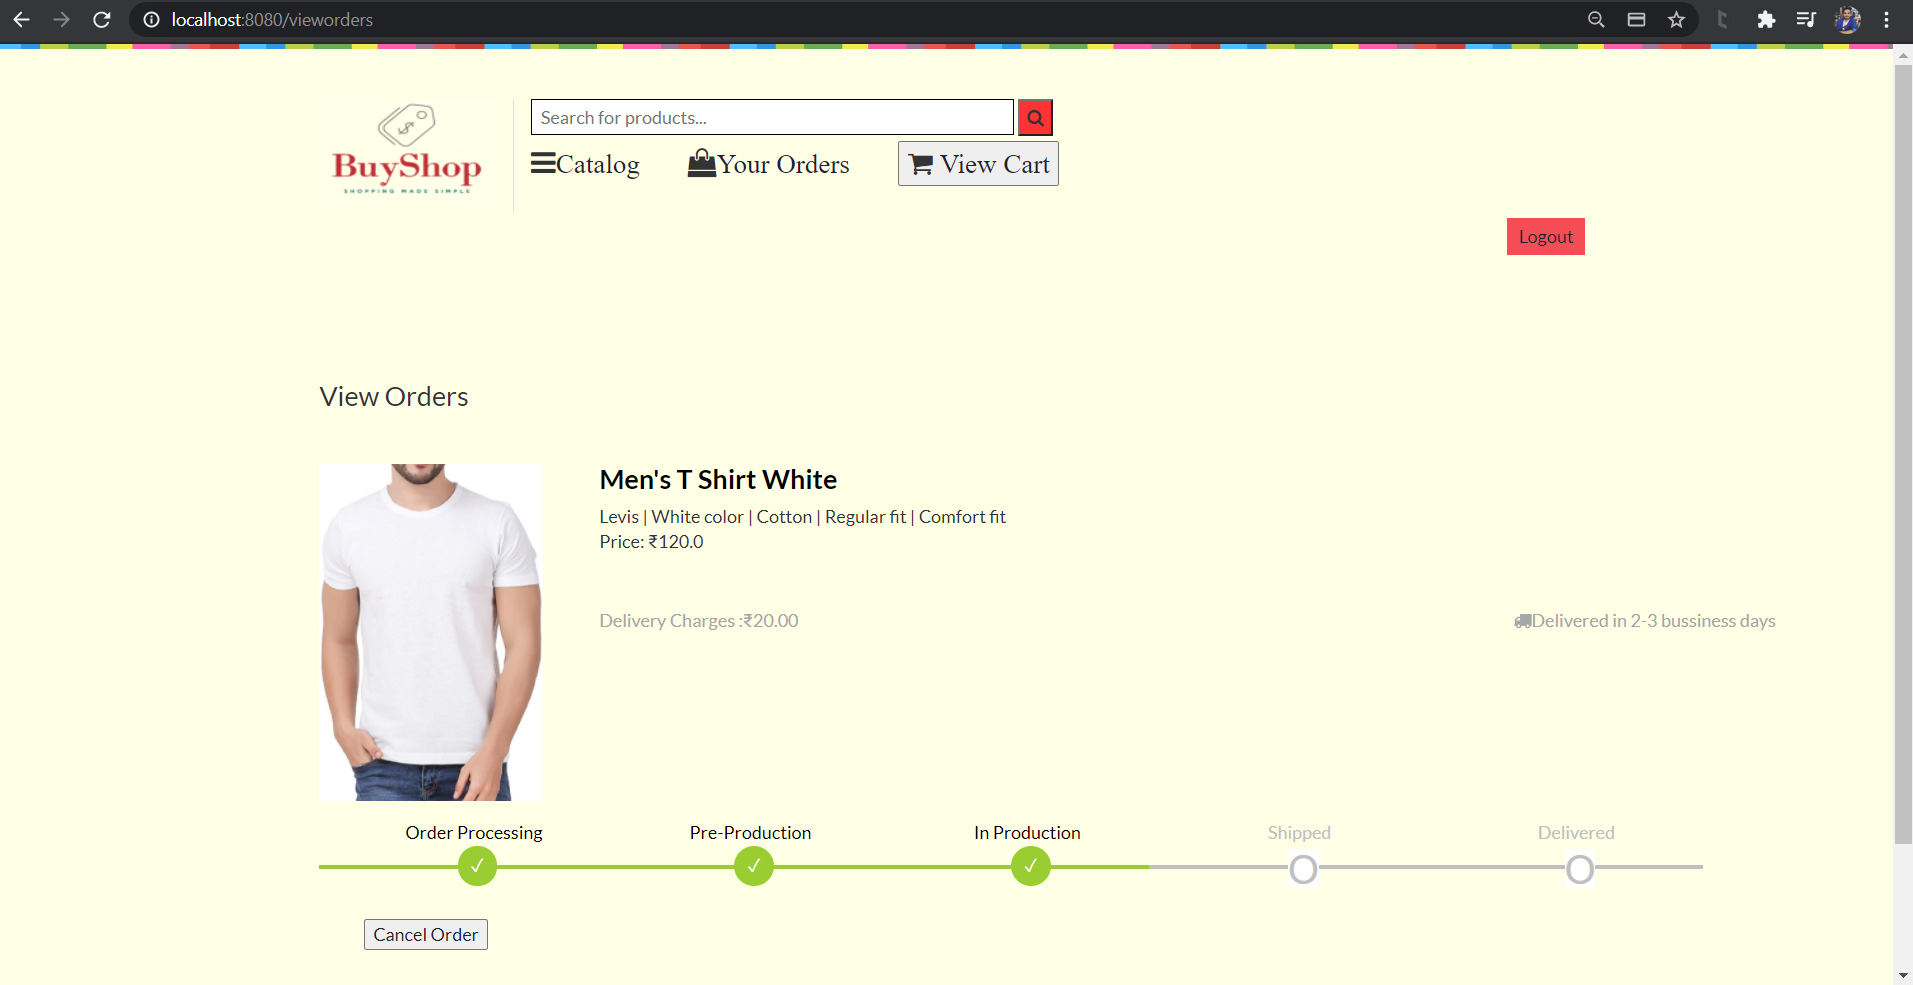 localhost:8080/vieworders
BuyShop
SHOPPING MADE SIMPLE
Search for products...
Catalog
Your Orders
View Cart
Logout
View Orders
Men's T Shirt White
Levis | White color | Cotton | Regular fit | Comfort fit
Price: ₹120.0
Delivery Charges :₹20.00
Delivered in 2-3 bussiness days
Order Processing
Pre-Production
In Production
Shipped
Delivered
Cancel Order